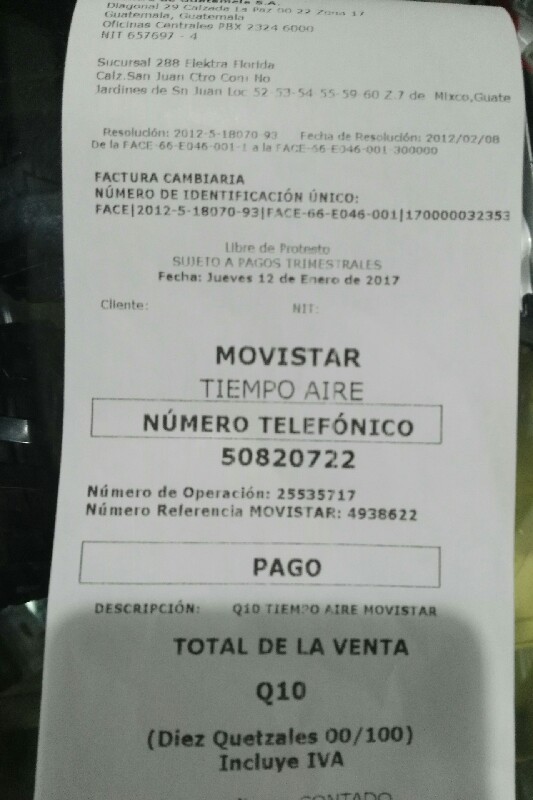 de Guatemala S.A.
Diagonal 29 Calzada La Paz 00-22 Zona 17
Guatemala, Guatemala
Oficinas Centrales PBX 2324 6000
NIT 657697 - 4
Sucursal 288 Elektra Florida
Calz.San Juan Ctro Com No
Jardines de Sn Juan Loc 52-53-54-55-59-60 Z.7 de Mixco,Guate
Resolución: 2012-5-18070-93 Fecha de Resolución: 2012/02/08
De la FACE-66-E046-001-1 a la FACE-66-E046-001-300000
FACTURA CAMBIARIA
NÚMERO DE IDENTIFICACIÓN ÚNICO:
FACE|2012-5-18070-93|FACE-66-E046-001|170000032353
Libre de Protesto
SUJETO A PAGOS TRIMESTRALES
Fecha: Jueves 12 de Enero de 2017
Cliente: NIT:
MOVISTAR
TIEMPO AIRE
NÚMERO TELEFÓNICO
50820722
Número de Operación: 25535717
Número Referencia MOVISTAR: 4938622
PAGO
DESCRIPCIÓN: Q10 TIEMPO AIRE MOVISTAR
TOTAL DE LA VENTA
Q10
(Diez Quetzales 00/100)
Incluye IVA
CONTADO